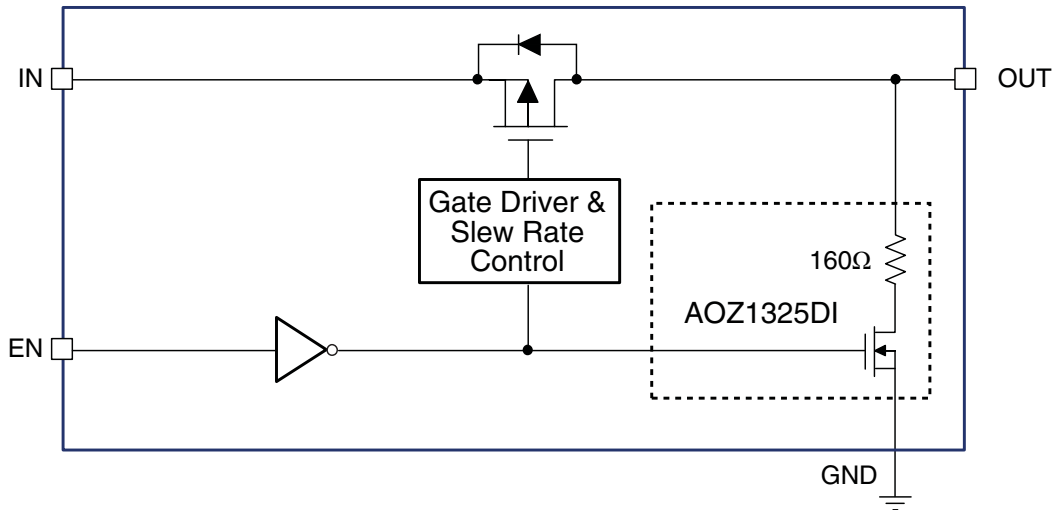 IN
OUT
Gate Driver &
Slew Rate
Control
160Ω
AOZ1325DI
EN
GND